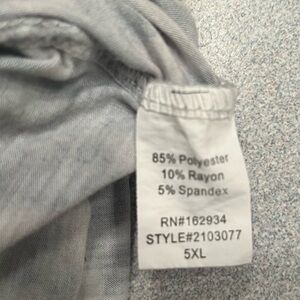 85% Polyester
10% Rayon
5% Spandex
RN#162934
STYLE#2103077
5XL